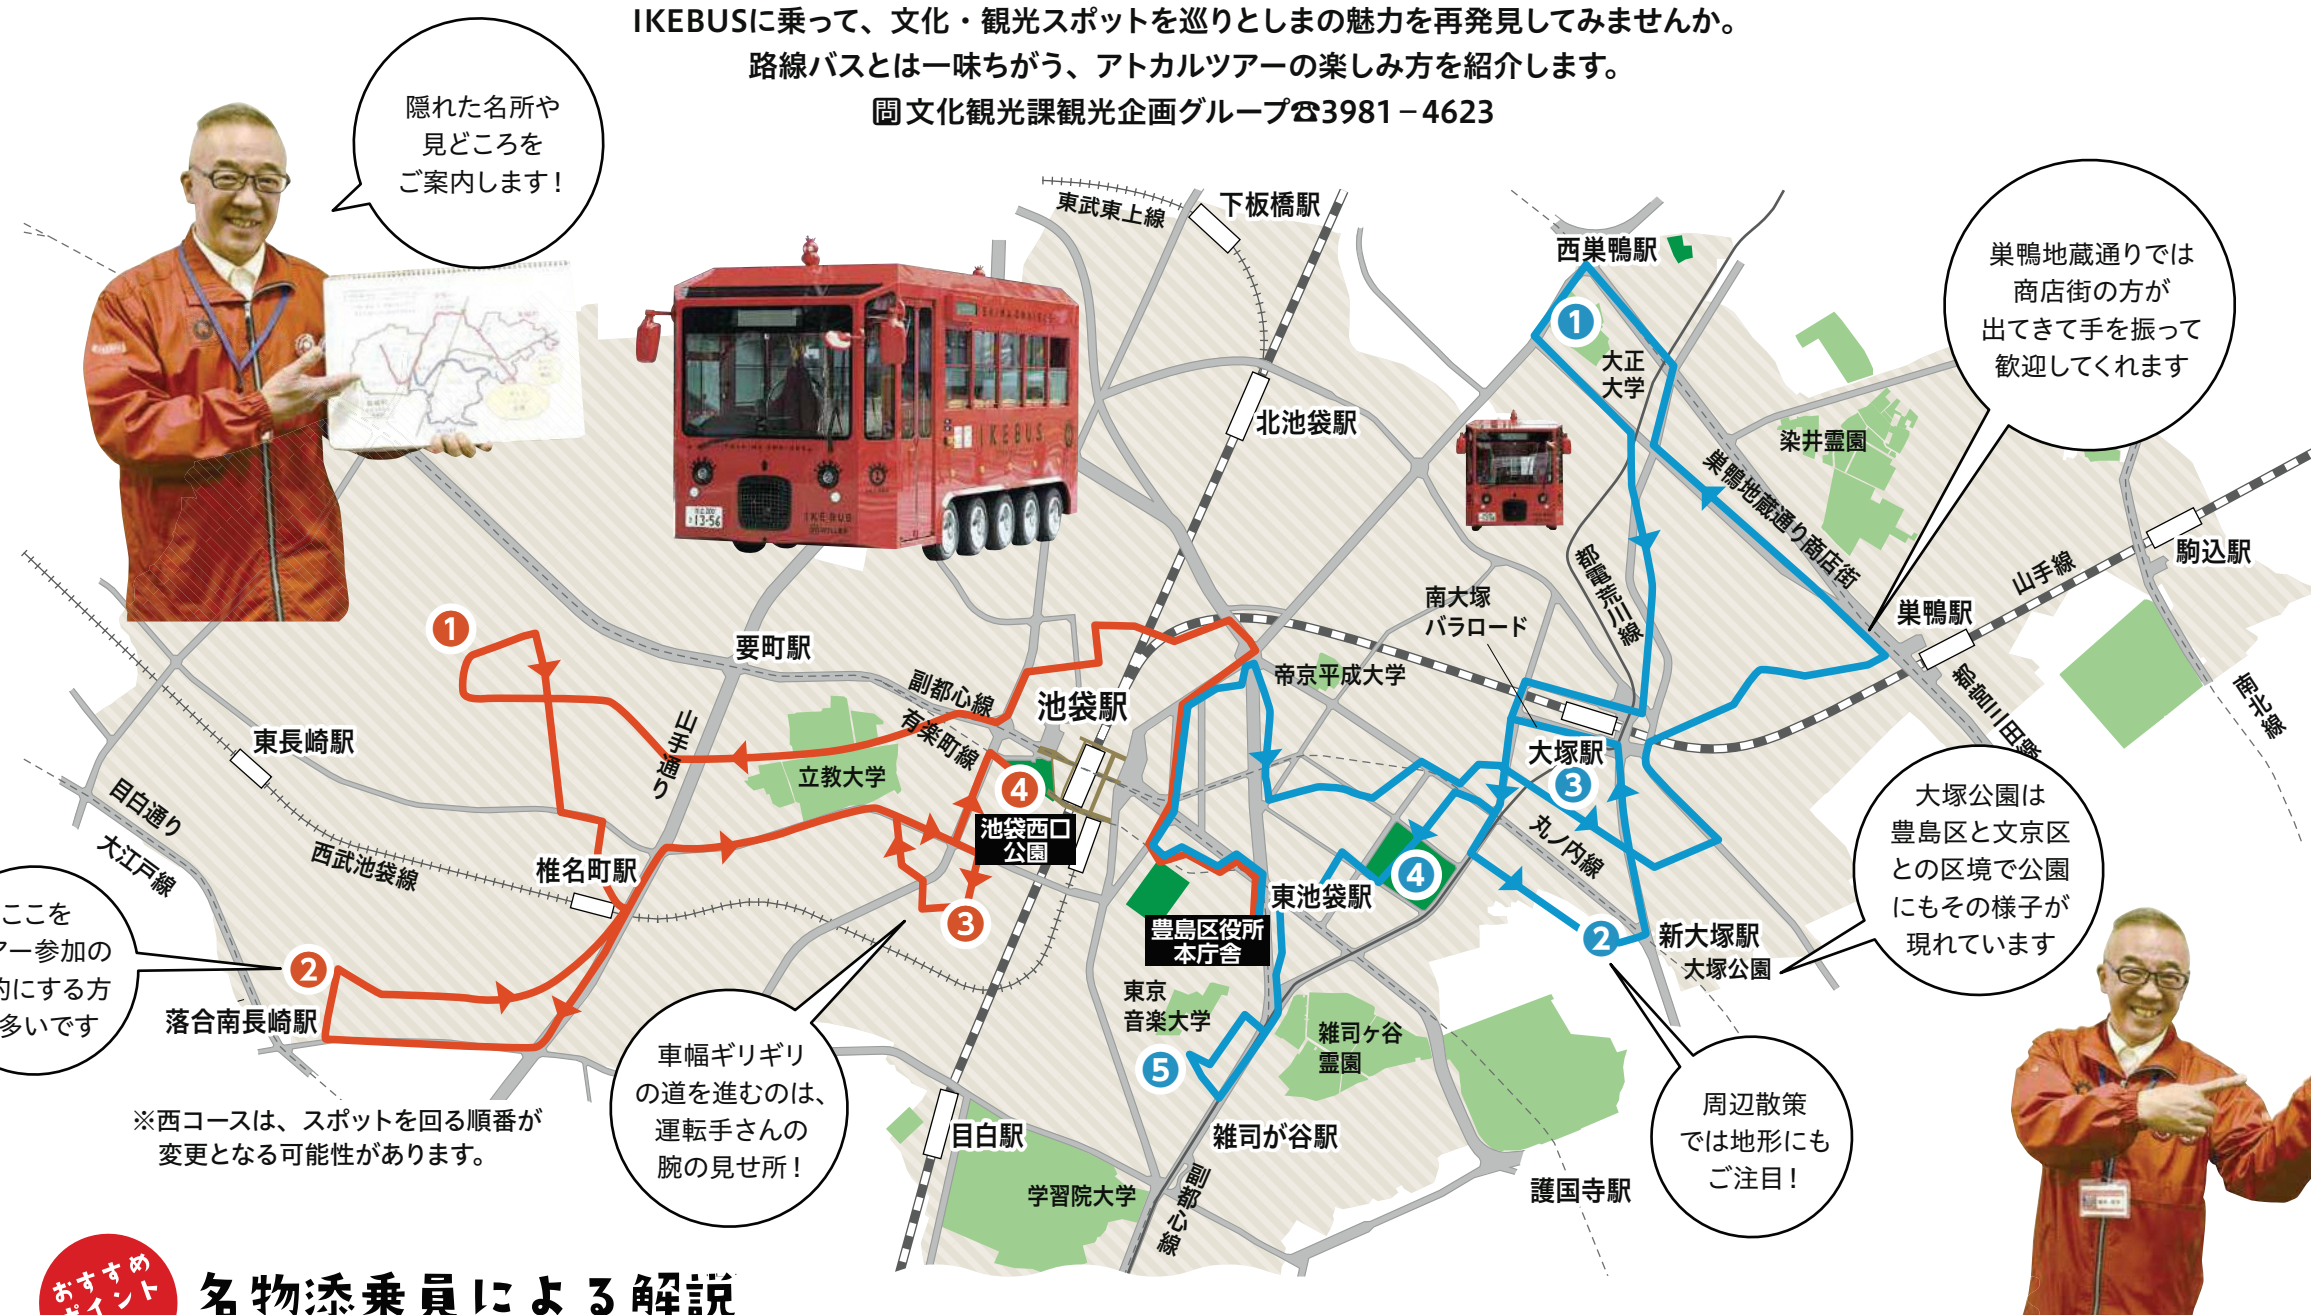 IKEBUSに乗って、文化・観光スポットを巡りとしまの魅力を再発見してみませんか。
路線バスとは一味ちがう、アトカルツアーの楽しみ方を紹介します。
問文化観光課観光企画グループ☎3981−4623
隠れた名所や
見どころを
ご案内します！
巣鴨地蔵通りでは
商店街の方が
出てきて手を振って
歓迎してくれます
東武東上線
下板橋駅
西巣鴨駅
1
大正
大学
北池袋駅
IKEBUS
13-56
IKEBUS
染井霊園
巣鴨地蔵通り商店街
駒込駅
山手線
巣鴨駅
都電荒川線
南大塚
バラロード
都営三田線
南北線
1
要町駅
副都心線
有楽町線
池袋駅
帝京平成大学
山手通り
東長崎駅
立教大学
大塚駅
3
目白通り
大江戸線
4
池袋西口
公園
丸ノ内線
大塚公園は
豊島区と文京区
との区境で公園
にもその様子が
現れています
西武池袋線
椎名町駅
4
東池袋駅
3
豊島区役所
本庁舎
2
新大塚駅
大塚公園
ここを
アー参加の
的にする方
多いです
2
落合南長崎駅
東京
音楽大学
雑司ヶ谷
霊園
5
車幅ギリギリ
の道を進むのは、
運転手さんの
腕の見せ所！
周辺散策
では地形にも
ご注目！
※西コースは、スポットを回る順番が
変更となる可能性があります。
目白駅
雑司が谷駅
学習院大学
副都心線
護国寺駅
おすすめ
ポイント
名物添乗員による解説